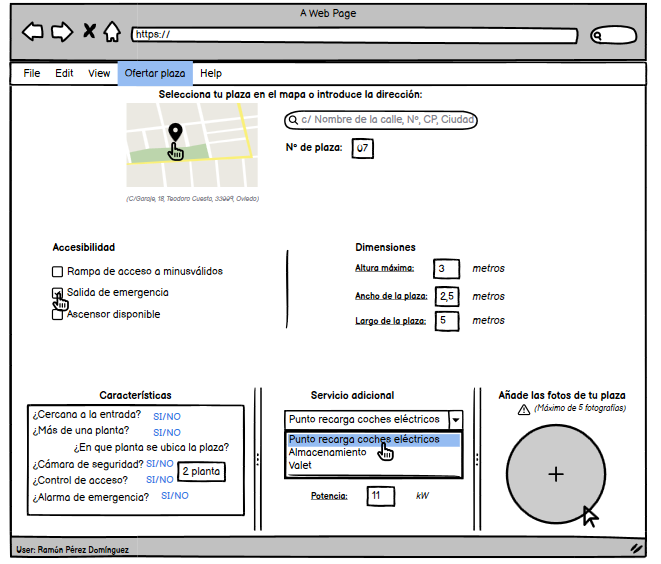 A Web Page
https://
File Edit View Ofertar plaza Help
Selecciona tu plaza en el mapa o introduce la dirección:
c/ Nombre de la calle, Nº, CP, Ciudad
Nº de plaza: 07
(C/Garaje, 18, Teodoro Cuesta, 33009, Oviedo)
Accesibilidad
Rampa de acceso a minusválidos
Salida de emergencia
Ascensor disponible
Dimensiones
Altura máxima: 3 metros
Ancho de la plaza: 2,5 metros
Largo de la plaza: 5 metros
Características
¿Cercana a la entrada? SI/NO
¿Más de una planta? SI/NO
¿En que planta se ubica la plaza?
2 planta
¿Cámara de seguridad? SI/NO
¿Control de acceso? SI/NO
¿Alarma de emergencia? SI/NO
Servicio adicional
Punto recarga coches eléctricos
Punto recarga coches eléctricos
Almacenamiento
Valet
Potencia: 11 kW
Añade las fotos de tu plaza
(Máximo de 5 fotografías)
User: Ramón Pérez Domínguez